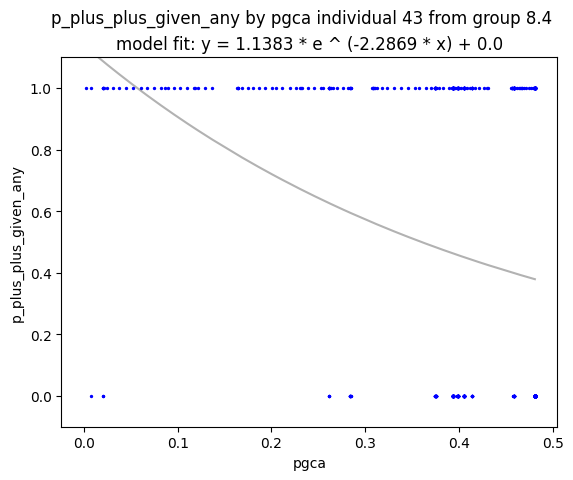 p_plus_plus_given_any by pgca individual 43 from group 8.4
model fit: y = 1.1383 * e ^ (-2.2869 * x) + 0.0
1.0
0.8
0.6
0.4
0.2
0.0
p_plus_plus_given_any
0.0 0.1 0.2 0.3 0.4 0.5
pgca